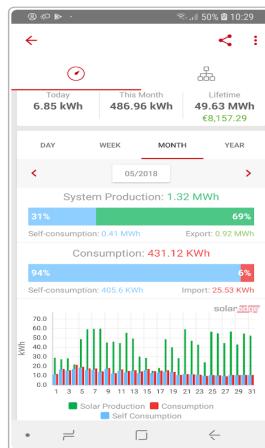 50% 10:29
Today This Month Lifetime
6.85 kWh 486.96 kWh 49.63 MWh
€8,157.29
DAY WEEK MONTH YEAR
05/2018
System Production: 1.32 MWh
31% 69%
Self-consumption: 0.41 MWh Export: 0.92 MWh
Consumption: 431.12 KWh
94% 6%
Self-consumption: 405.6 KWh Import: 25.53 KWh
solaredge
kWh
70.0
60.0
50.0
40.0
30.0
20.0
10.0
0.0
1 3 5 7 9 11 13 15 17 19 21 23 25 27 29 31
Solar Production Consumption
Self Consumption